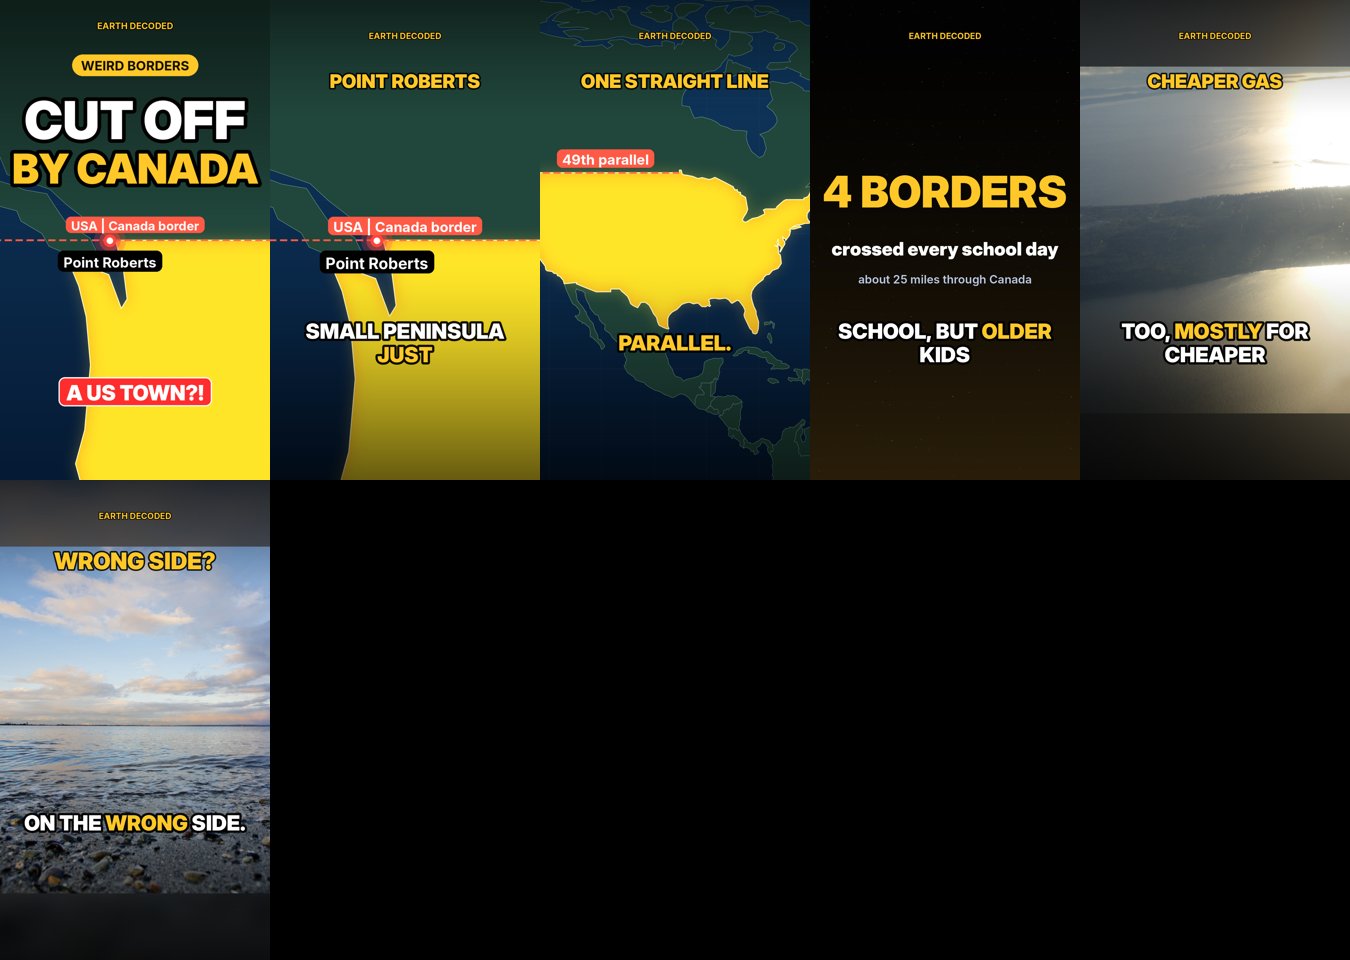 EARTH DECODED
WEIRD BORDERS
CUT OFF
BY CANADA
USA | Canada border
Point Roberts
A US TOWN?!
EARTH DECODED
POINT ROBERTS
USA | Canada border
Point Roberts
SMALL PENINSULA
JUST
EARTH DECODED
ONE STRAIGHT LINE
49th parallel
PARALLEL.
EARTH DECODED
4 BORDERS
crossed every school day
about 25 miles through Canada
SCHOOL, BUT OLDER
KIDS
EARTH DECODED
CHEAPER GAS
TOO, MOSTLY FOR
CHEAPER
EARTH DECODED
WRONG SIDE?
ON THE WRONG SIDE.